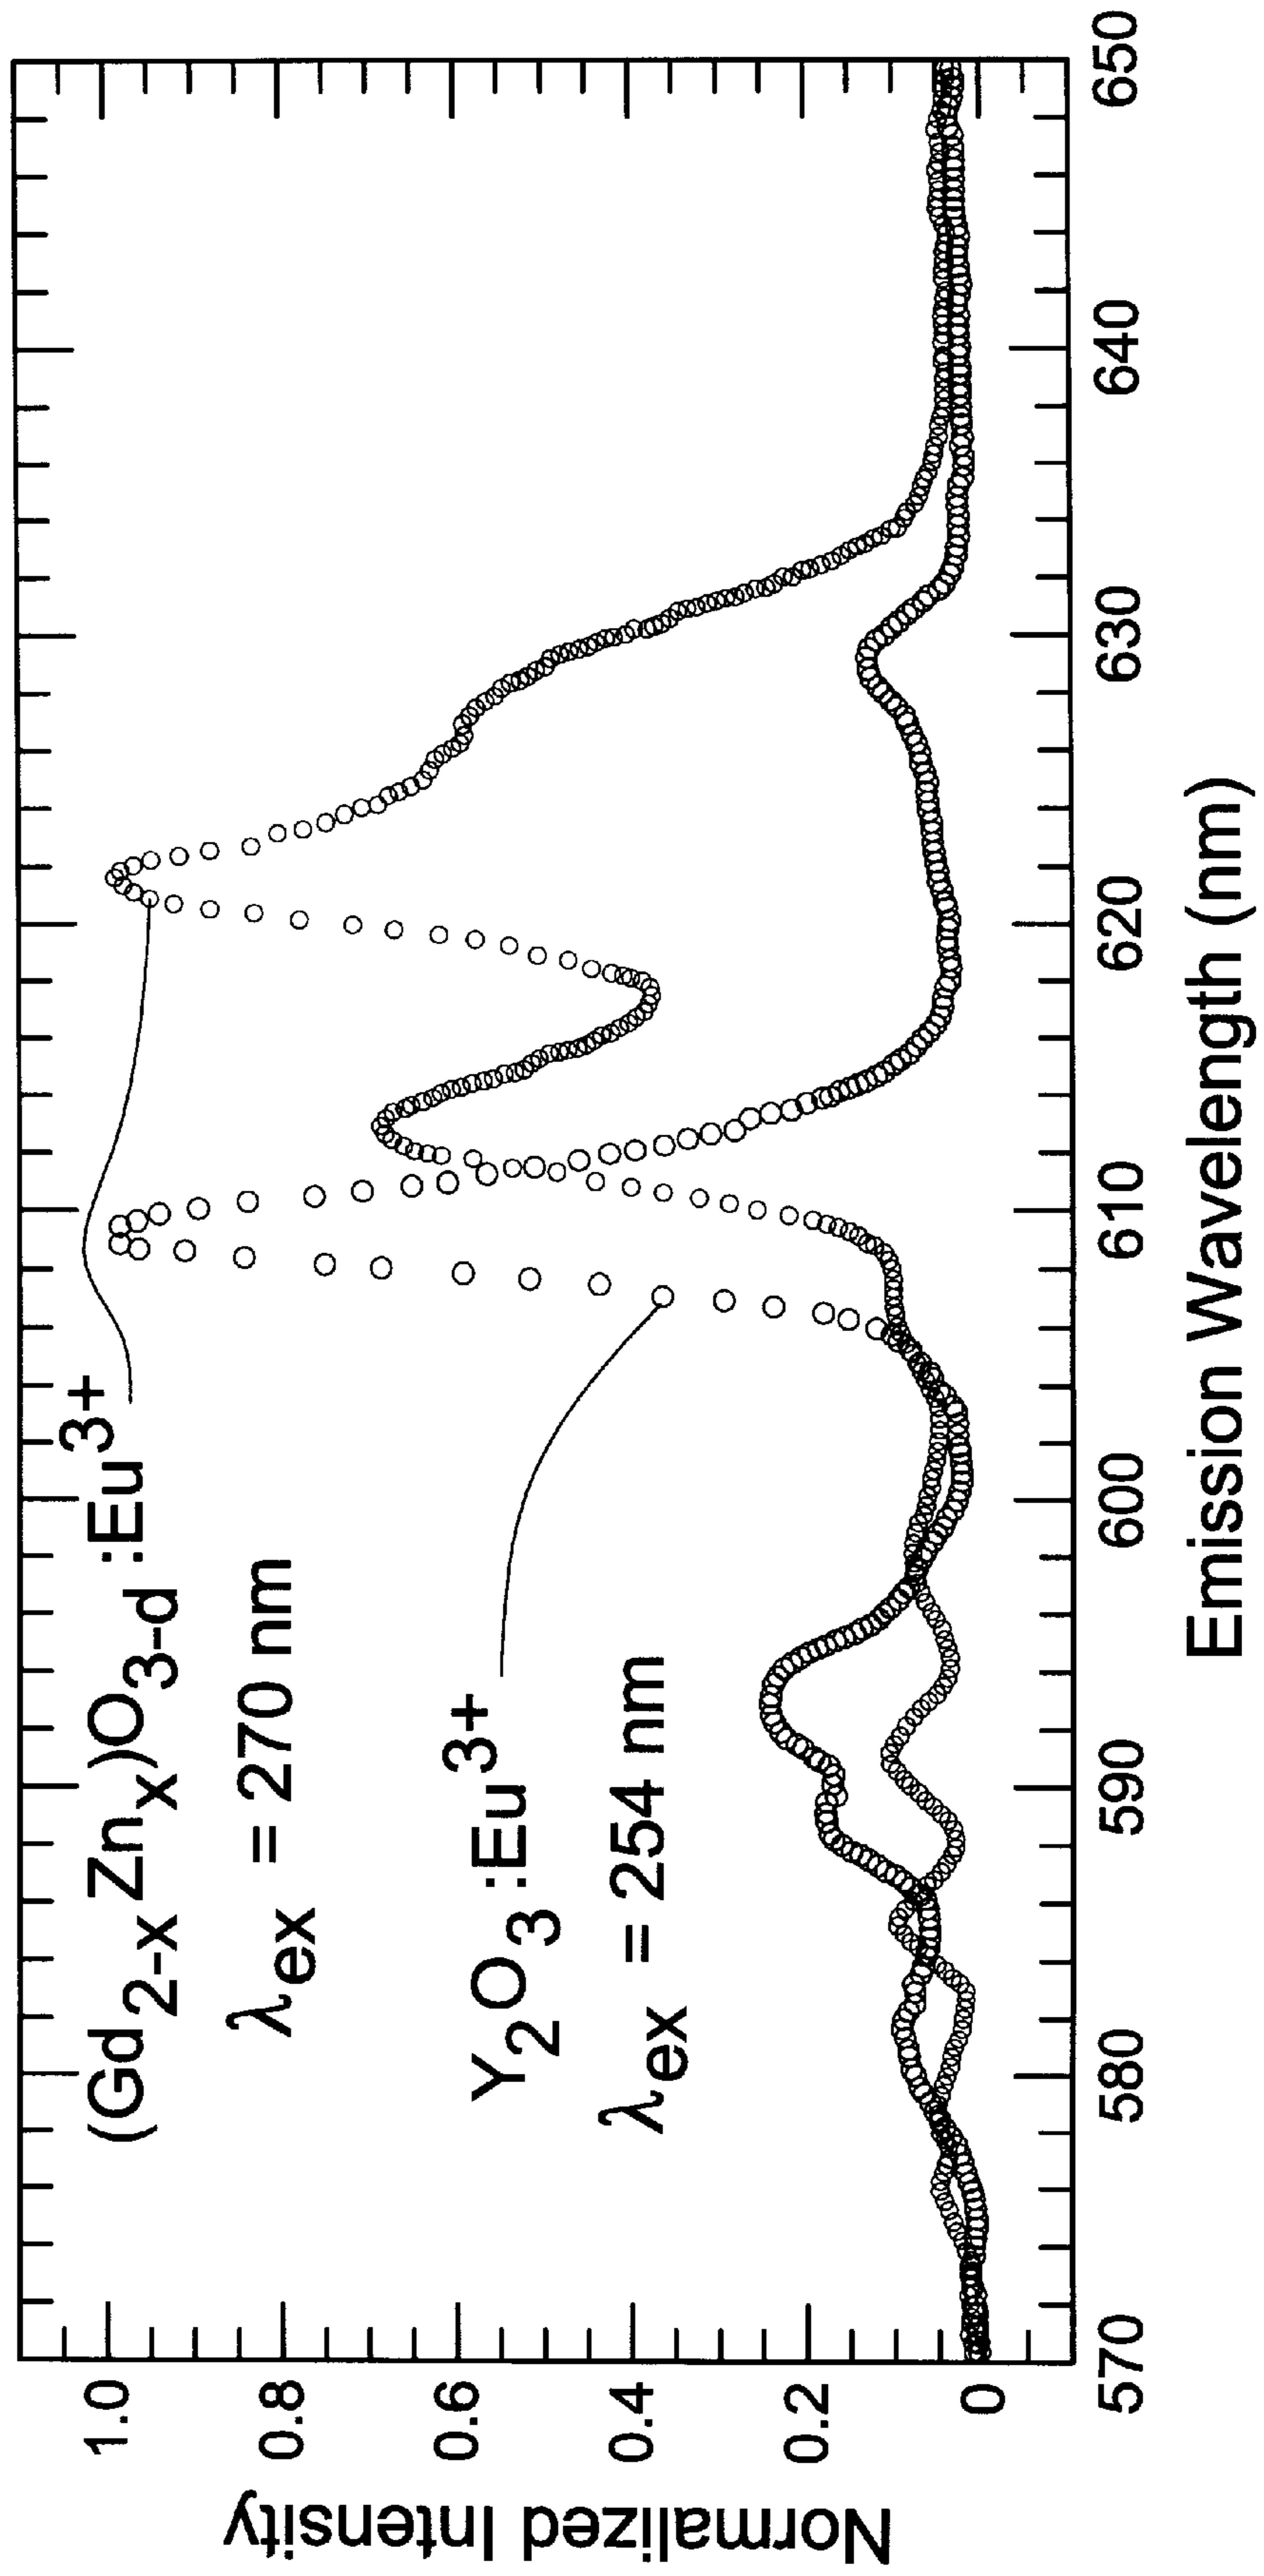 Normalized Intensity
1.0
0.8
0.6
0.4
0.2
0
(Gd2-xZnx)O3-d:Eu3+
λex = 270 nm
Y2O3:Eu3+
λex = 254 nm
570 580 590 600 610 620 630 640 650
Emission Wavelength (nm)